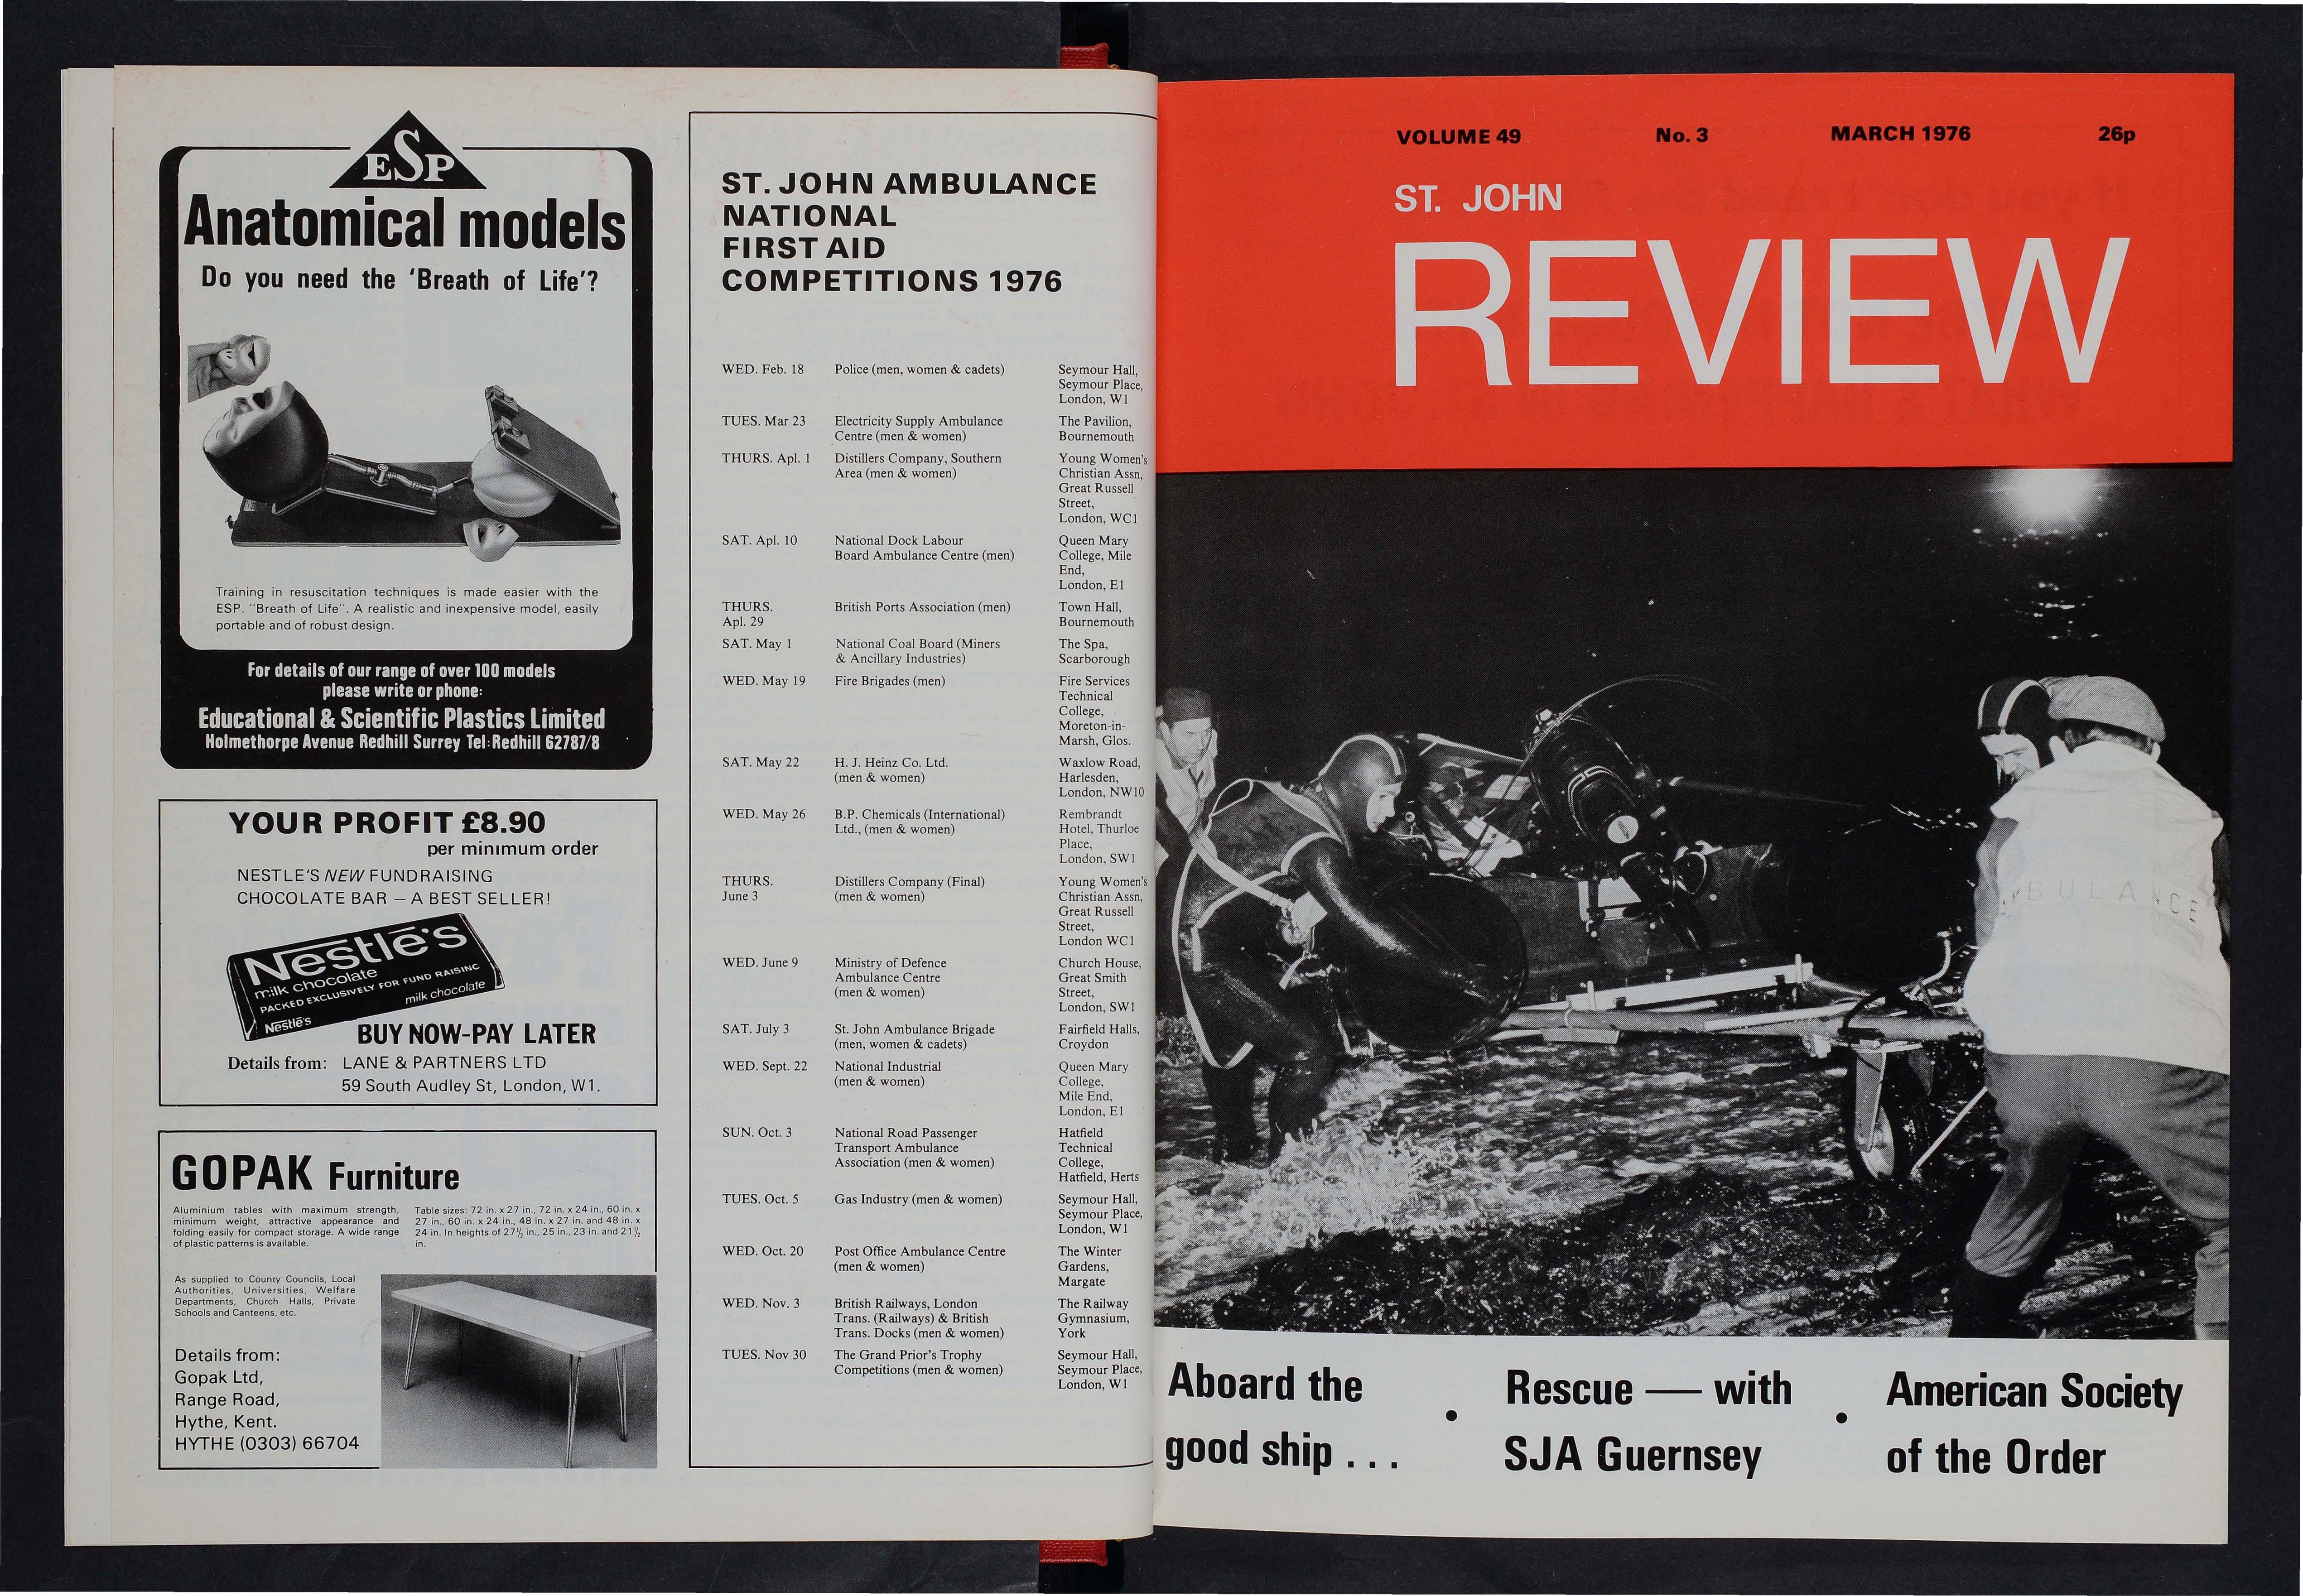 ESP
Anatomical models
Do you need the 'Breath of Life'?
Training in resuscitation techniques is made easier with the
ESP. "Breath of Life". A realistic and inexpensive model, easily
portable and of robust design.
For details of our range of over 100 models
please write or phone:
Educational & Scientific Plastics Limited
Holmethorpe Avenue Redhill Surrey Tel: Redhill 62787/8
YOUR PROFIT £8.90
per minimum order
NESTLE'S NEW FUNDRAISING
CHOCOLATE BAR — A BEST SELLER!
Nestlé's
milk chocolate
PACKED EXCLUSIVELY FOR FUND RAISING
milk chocolate
Nestlé's
BUY NOW-PAY LATER
Details from: LANE & PARTNERS LTD
59 South Audley St, London, W1.
GOPAK Furniture
Aluminium tables with maximum strength,
minimum weight, attractive appearance and
folding easily for compact storage. A wide range
of plastic patterns is available.
Table sizes: 72 in. x 27 in., 72 in. x 24 in., 60 in. x
27 in., 60 in. x 24 in., 48 in. x 27 in. and 48 in. x
24 in. In heights of 27½ in., 25 in., 23 in. and 21½
in.
As supplied to County Councils, Local
Authorities, Universities, Welfare
Departments, Church Halls, Private
Schools and Canteens, etc.
Details from:
Gopak Ltd,
Range Road,
Hythe, Kent.
HYTHE (0303) 66704
ST. JOHN AMBULANCE
NATIONAL
FIRST AID
COMPETITIONS 1976
WED. Feb. 18 Police (men, women & cadets) Seymour Hall,
Seymour Place,
London, W1
TUES. Mar 23 Electricity Supply Ambulance The Pavilion,
Centre (men & women) Bournemouth
THURS. Apl. 1 Distillers Company, Southern Young Women's
Area (men & women) Christian Assn,
Great Russell
Street,
London, WC1
SAT. Apl. 10 National Dock Labour Queen Mary
Board Ambulance Centre (men) College, Mile
End,
London, E1
THURS. British Ports Association (men) Town Hall,
Apl. 29 Bournemouth
SAT. May 1 National Coal Board (Miners The Spa,
& Ancillary Industries) Scarborough
WED. May 19 Fire Brigades (men) Fire Services
Technical
College,
Moreton-in-
Marsh, Glos.
SAT. May 22 H. J. Heinz Co. Ltd. Waxlow Road,
(men & women) Harlesden,
London, NW10
WED. May 26 B.P. Chemicals (International) Rembrandt
Ltd., (men & women) Hotel, Thurloe
Place,
London, SW1
THURS. Distillers Company (Final) Young Women's
June 3 (men & women) Christian Assn,
Great Russell
Street,
London WC1
WED. June 9 Ministry of Defence Church House,
Ambulance Centre Great Smith
(men & women) Street,
London, SW1
SAT. July 3 St. John Ambulance Brigade Fairfield Halls,
(men, women & cadets) Croydon
WED. Sept. 22 National Industrial Queen Mary
(men & women) College,
Mile End,
London, E1
SUN. Oct. 3 National Road Passenger Hatfield
Transport Ambulance Technical
Association (men & women) College,
Hatfield, Herts
TUES. Oct. 5 Gas Industry (men & women) Seymour Hall,
Seymour Place,
London, W1
WED. Oct. 20 Post Office Ambulance Centre The Winter
(men & women) Gardens,
Margate
WED. Nov. 3 British Railways, London The Railway
Trans. (Railways) & British Gymnasium,
Trans. Docks (men & women) York
TUES. Nov 30 The Grand Prior's Trophy Seymour Hall,
Competitions (men & women) Seymour Place,
London, W1
VOLUME 49 No. 3 MARCH 1976 26p
ST. JOHN
REVIEW
AMBULANCE
Aboard the
good ship . . .
• Rescue — with
SJA Guernsey
• American Society
of the Order